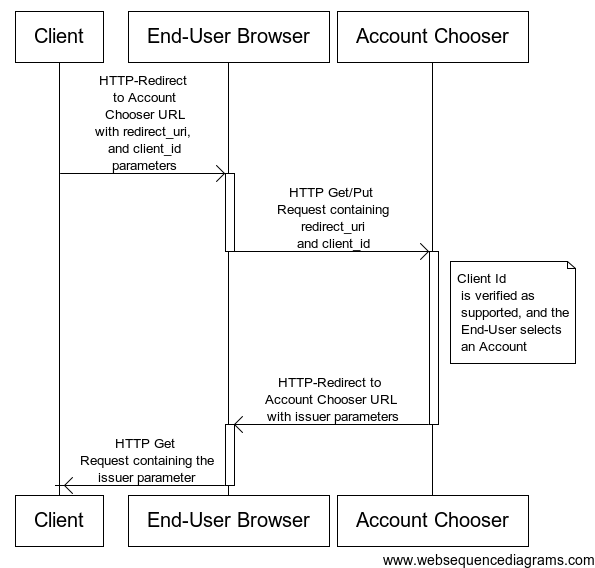 Client
End-User Browser
Account Chooser
HTTP-Redirect
to Account
Chooser URL
with redirect_uri,
and client_id
parameters
HTTP Get/Put
Request containing
redirect_uri
and client_id
Client Id
is verified as
supported, and the
End-User selects
an Account
HTTP-Redirect to
Account Chooser URL
with issuer parameters
HTTP Get
Request containing the
issuer parameter
Client
End-User Browser
Account Chooser
www.websequencediagrams.com